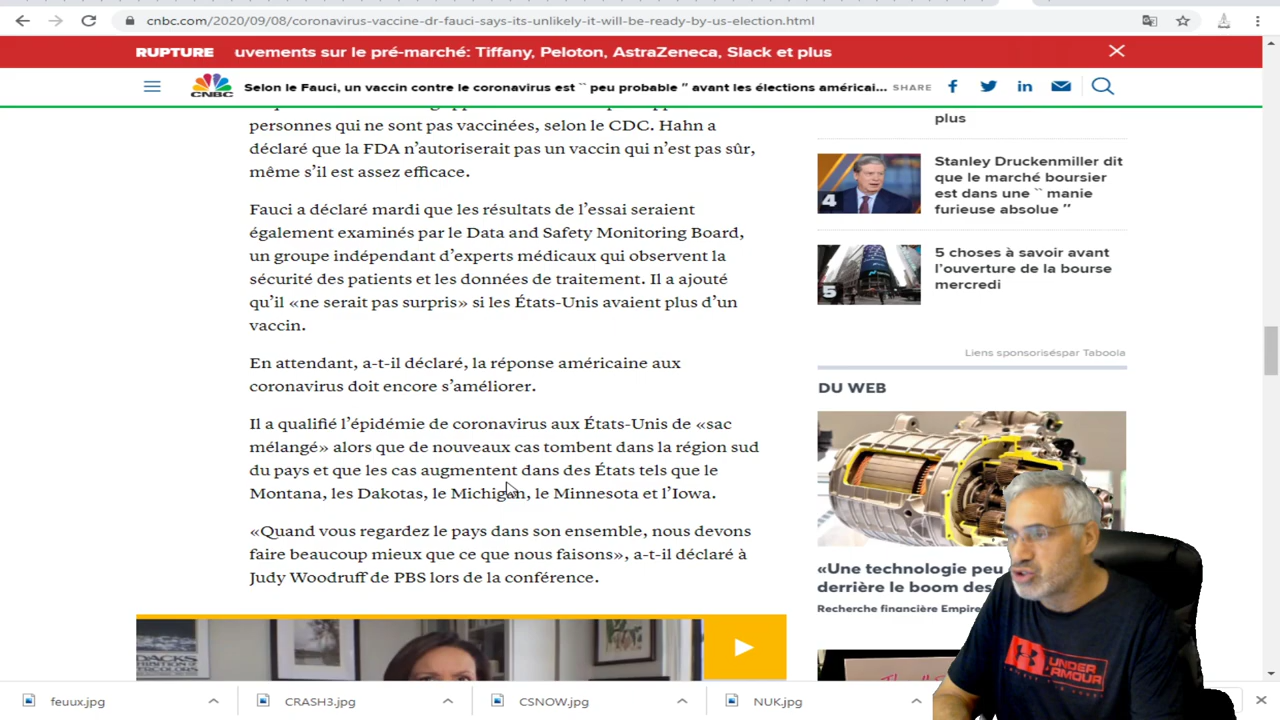 cnbc.com/2020/09/08/coronavirus-vaccine-dr-fauci-says-its-unlikely-it-will-be-ready-by-us-election.html
RUPTURE uvements sur le pré-marché: Tiffany, Peloton, AstraZeneca, Slack et plus
CNBC
Selon le Fauci, un vaccin contre le coronavirus est `` peu probable '' avant les élections américai...
SHARE
personnes qui ne sont pas vaccinées, selon le CDC. Hahn a
déclaré que la FDA n’autoriserait pas un vaccin qui n’est pas sûr,
même s’il est assez efficace.
Fauci a déclaré mardi que les résultats de l’essai seraient
également examinés par le Data and Safety Monitoring Board,
un groupe indépendant d’experts médicaux qui observent la
sécurité des patients et les données de traitement. Il a ajouté
qu’il «ne serait pas surpris» si les États-Unis avaient plus d’un
vaccin.
En attendant, a-t-il déclaré, la réponse américaine aux
coronavirus doit encore s’améliorer.
Il a qualifié l’épidémie de coronavirus aux États-Unis de «sac
mélangé» alors que de nouveaux cas tombent dans la région sud
du pays et que les cas augmentent dans des États tels que le
Montana, les Dakotas, le Michigan, le Minnesota et l’Iowa.
«Quand vous regardez le pays dans son ensemble, nous devons
faire beaucoup mieux que ce que nous faisons», a-t-il déclaré à
Judy Woodruff de PBS lors de la conférence.
plus
4
Stanley Druckenmiller dit
que le marché boursier
est dans une `` manie
furieuse absolue ''
5
5 choses à savoir avant
l’ouverture de la bourse
mercredi
Liens sponsoriséspar Taboola
DU WEB
«Une technologie peu
derrière le boom des
Recherche financière Empire
UNDER
ARMOUR
feuux.jpg
CRASH3.jpg
CSNOW.jpg
NUK.jpg